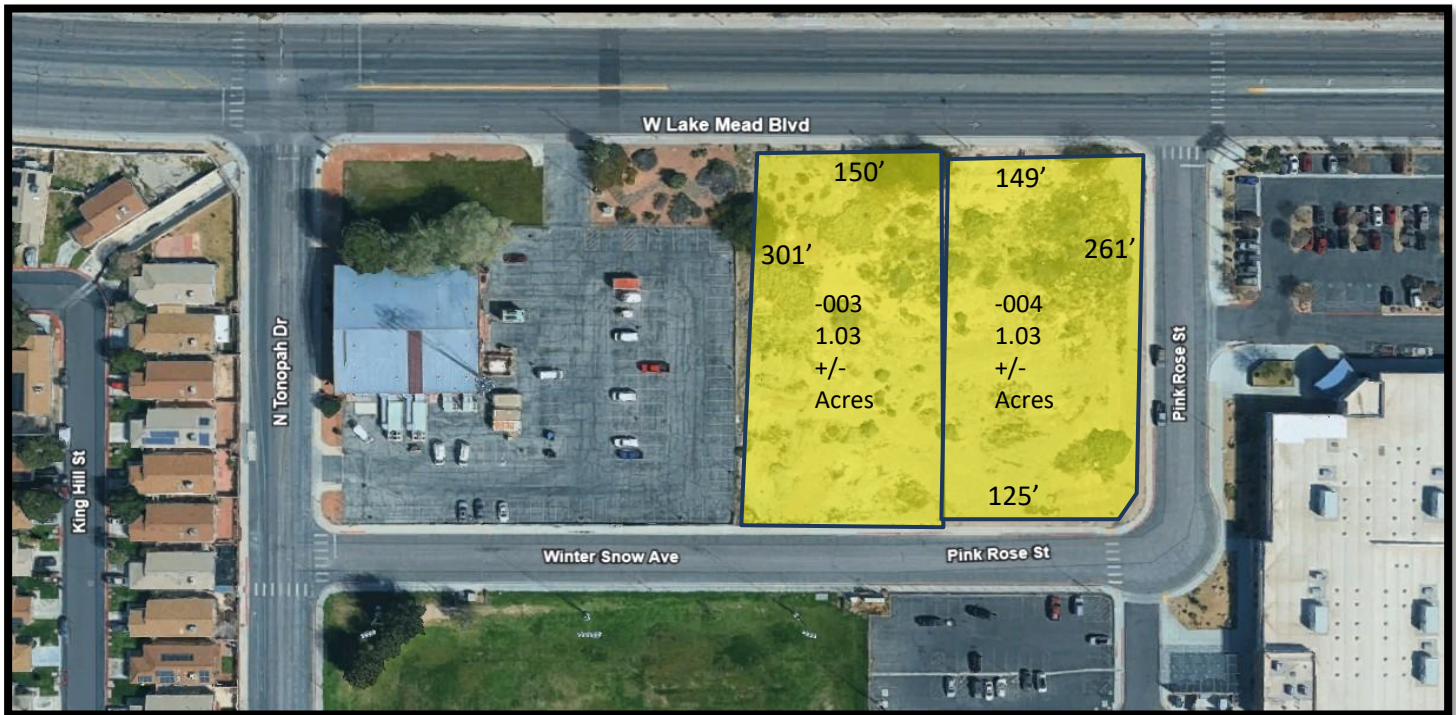 W Lake Mead Blvd
150’
149’
301’
261’
-003
1.03
+/-
Acres
-004
1.03
+/-
Acres
125’
N Tonopah Dr
King Hill St
Pink Rose St
Winter Snow Ave
Pink Rose St